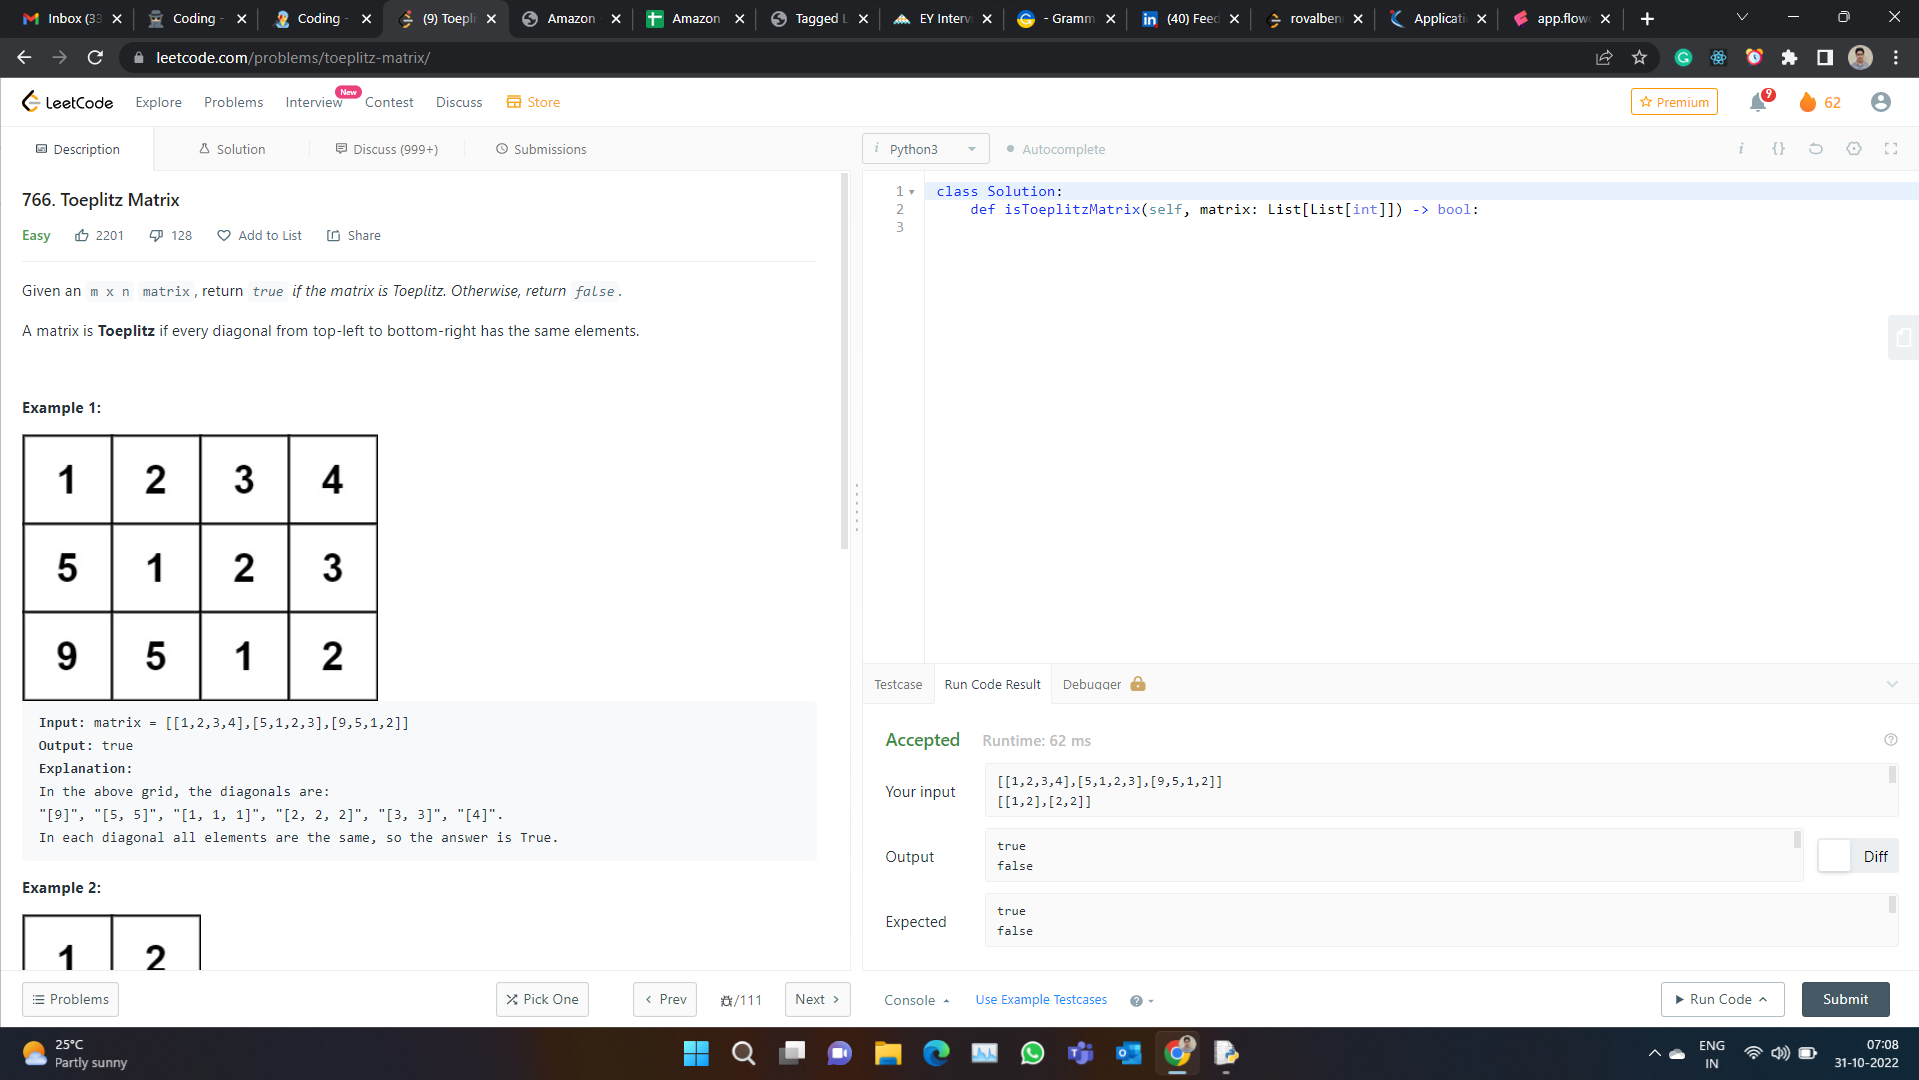 Inbox (33
Coding -
Coding -
(9) Toepli
Amazon
Amazon
Tagged L
EY Interv
- Gramm
(40) Feed
rovalben
Applicati
app.flow
leetcode.com/problems/toeplitz-matrix/
LeetCode
Explore
Problems
Interview
New
Contest
Discuss
Store
Premium
9
62
Description
Solution
Discuss (999+)
Submissions
Python3
Autocomplete
766. Toeplitz Matrix
Easy
2201
128
Add to List
Share
Given an m x n matrix, return true if the matrix is Toeplitz. Otherwise, return false.
A matrix is Toeplitz if every diagonal from top-left to bottom-right has the same elements.
Example 1:
1 2 3 4
5 1 2 3
9 5 1 2
Input: matrix = [[1,2,3,4],[5,1,2,3],[9,5,1,2]]
Output: true
Explanation:
In the above grid, the diagonals are:
"[9]", "[5, 5]", "[1, 1, 1]", "[2, 2, 2]", "[3, 3]", "[4]".
In each diagonal all elements are the same, so the answer is True.
Example 2:
1 2
Problems
Pick One
Prev
/111
Next
1 class Solution:
2 def isToeplitzMatrix(self, matrix: List[List[int]]) -> bool:
3
Testcase
Run Code Result
Debugger
Accepted
Runtime: 62 ms
Your input
[[1,2,3,4],[5,1,2,3],[9,5,1,2]]
[[1,2],[2,2]]
Output
true
false
Diff
Expected
true
false
Console
Use Example Testcases
Run Code
Submit
25°C
Partly sunny
ENG
IN
07:08
31-10-2022